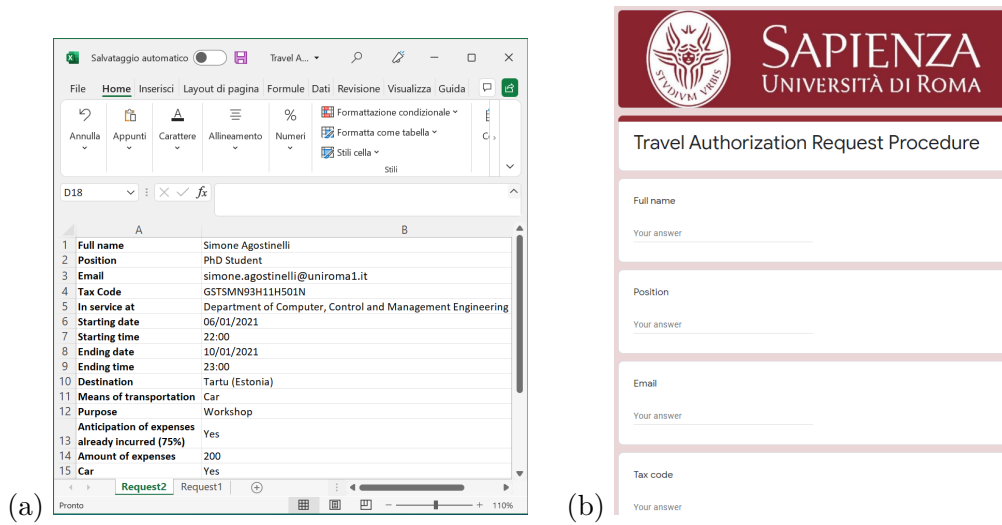 Salvataggio automatico Travel A...
File Home Inserisci Layout di pagina Formule Dati Revisione Visualizza Guida
Annulla Appunti Carattere Allineamento Numeri
Formattazione condizionale
Formatta come tabella
Stili cella
Stili
D18 fx
A B
1 Full name Simone Agostinelli
2 Position PhD Student
3 Email simone.agostinelli@uniroma1.it
4 Tax Code GSTSMN93H11H501N
5 In service at Department of Computer, Control and Management Engineering
6 Starting date 06/01/2021
7 Starting time 22:00
8 Ending date 10/01/2021
9 Ending time 23:00
10 Destination Tartu (Estonia)
11 Means of transportation Car
12 Purpose Workshop
Anticipation of expenses
13 already incurred (75%) Yes
14 Amount of expenses 200
15 Car Yes
Request2 Request1
Pronto 110%
(a)
STVDIVM VRBIS
SAPIENZA
UNIVERSITÀ DI ROMA
Travel Authorization Request Procedure
Full name
Your answer
Position
Your answer
Email
Your answer
Tax code
Your answer
(b)